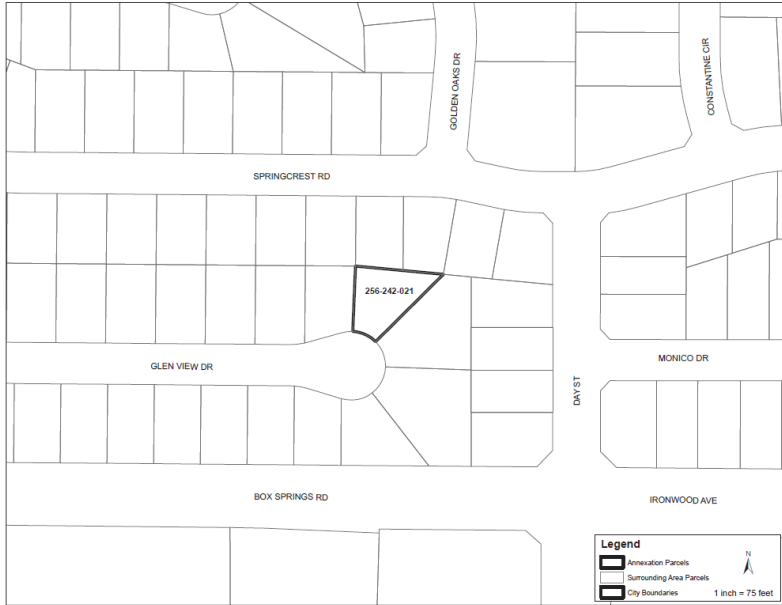 GOLDEN OAKS DR
CONSTANTINE CIR
SPRINGCREST RD
256-242-021
GLEN VIEW DR
MONICO DR
DAY ST
BOX SPRINGS RD
IRONWOOD AVE
Legend
Annexation Parcels
Surrounding Area Parcels
City Boundaries
N
1 inch = 75 feet